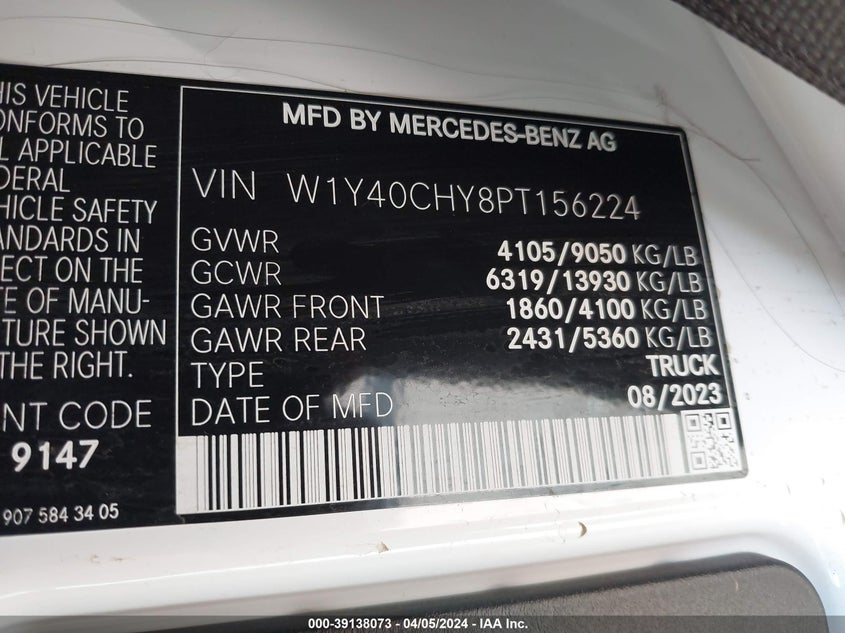 HIS VEHICLE
ONFORMS TO
L APPLICABLE
DERAL
HICLE SAFETY
ANDARDS IN
ECT ON THE
TE OF MANU-
TURE SHOWN
THE RIGHT.
NT CODE
9147
907 584 34 05
MFD BY MERCEDES-BENZ AG
VIN W1Y40CHY8PT156224
GVWR 4105/9050 KG/LB
GCWR 6319/13930 KG/LB
GAWR FRONT 1860/4100 KG/LB
GAWR REAR 2431/5360 KG/LB
TYPE TRUCK
DATE OF MFD 08/2023
000-39138073 - 04/05/2024 - IAA Inc.